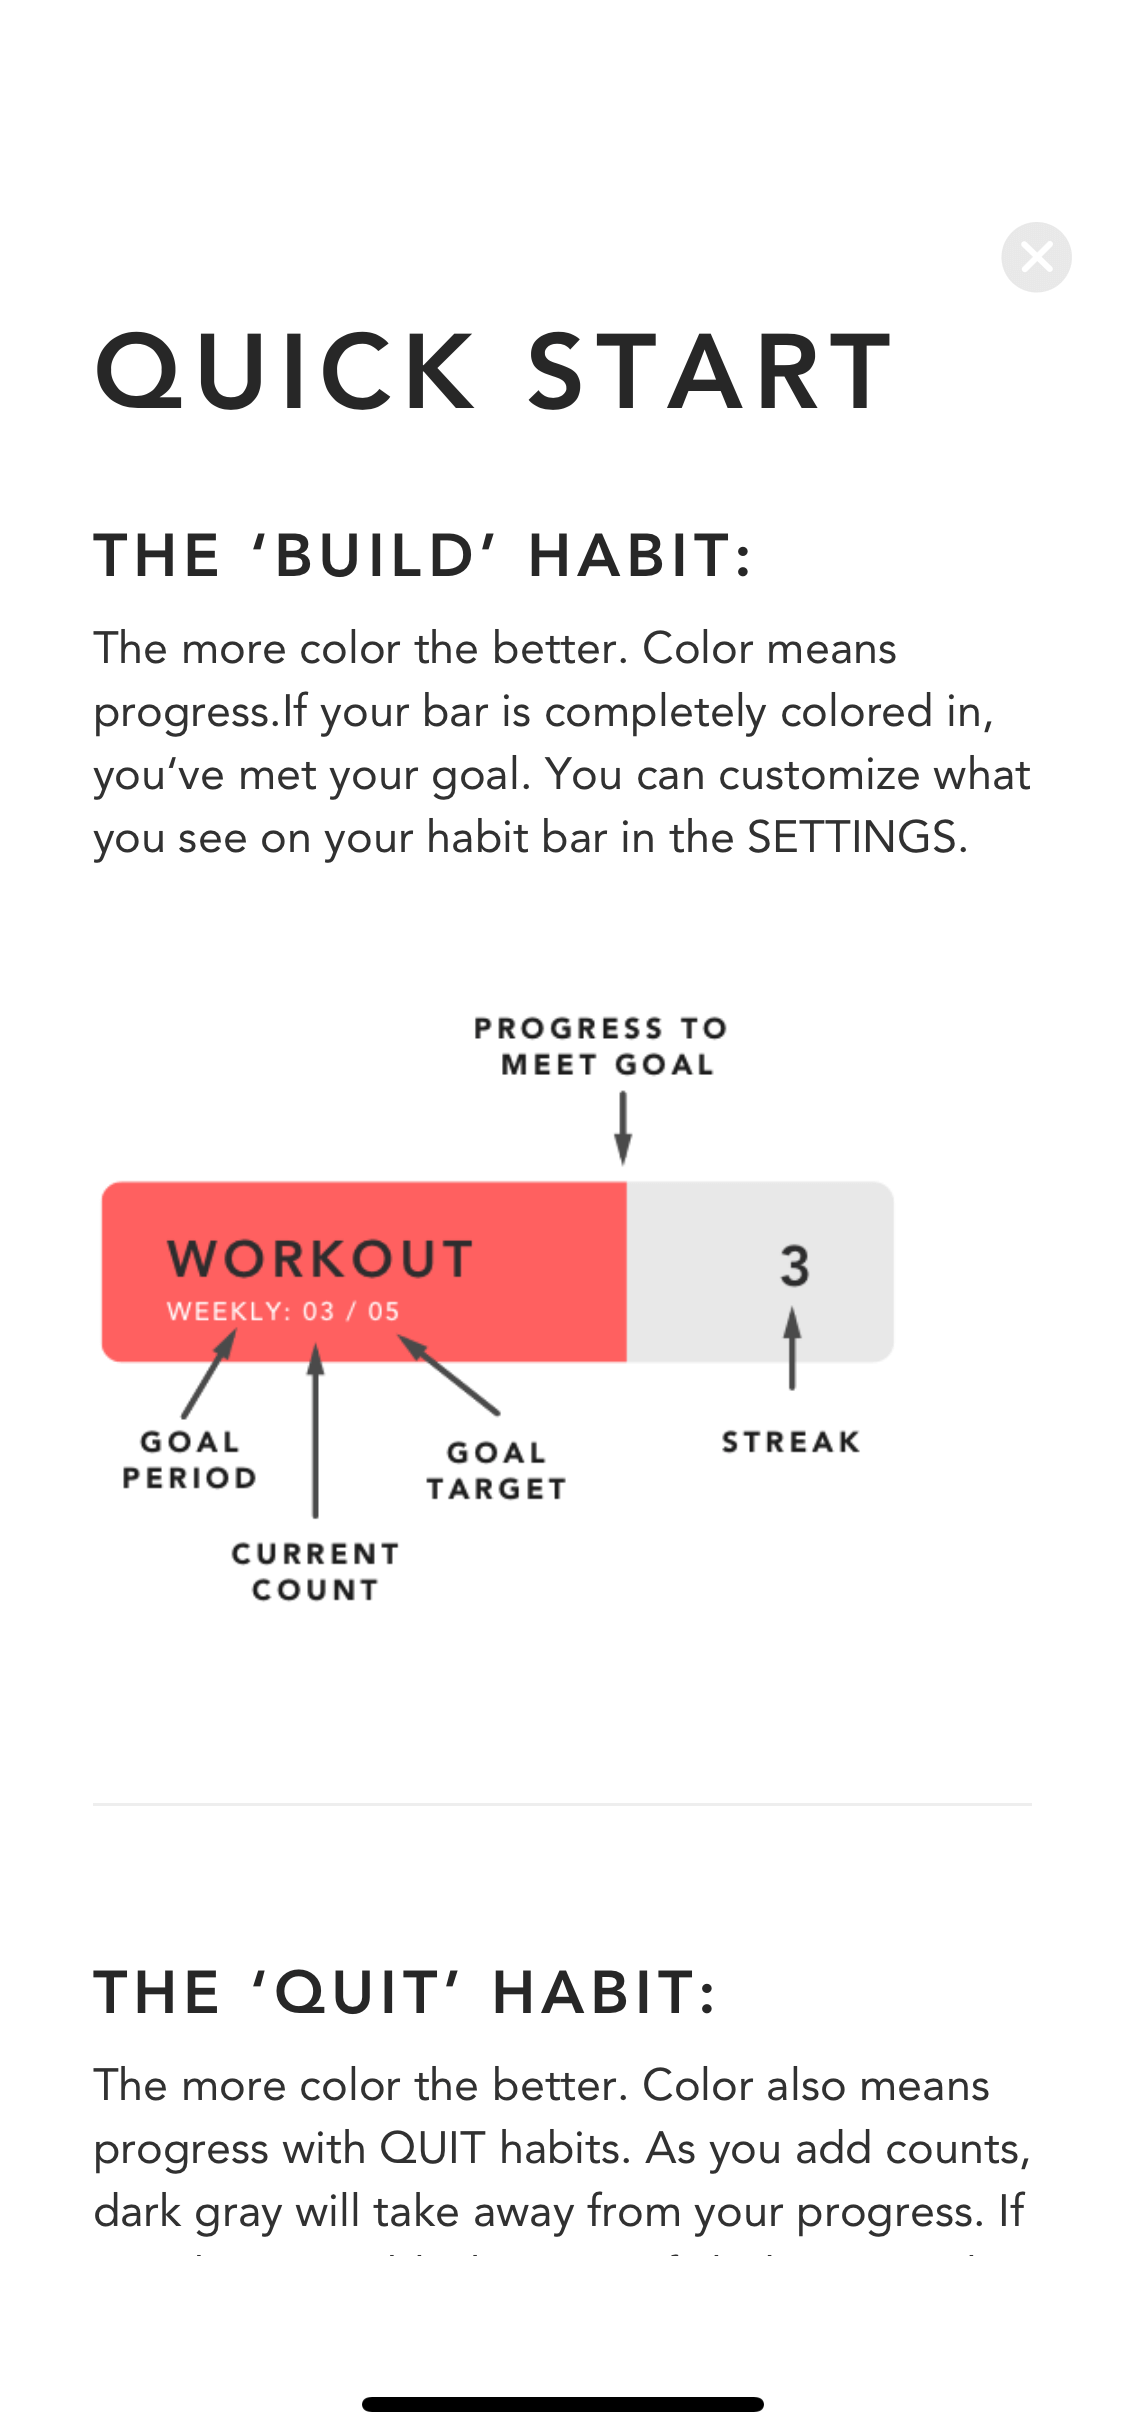 QUICK START
THE ‘BUILD’ HABIT:
The more color the better. Color means
progress.If your bar is completely colored in,
you‘ve met your goal. You can customize what
you see on your habit bar in the SETTINGS.
PROGRESS TO
MEET GOAL
WORKOUT
3
WEEKLY: 03 / 05
GOAL
PERIOD
GOAL
TARGET
STREAK
CURRENT
COUNT
THE ‘QUIT’ HABIT:
The more color the better. Color also means
progress with QUIT habits. As you add counts,
dark gray will take away from your progress. If